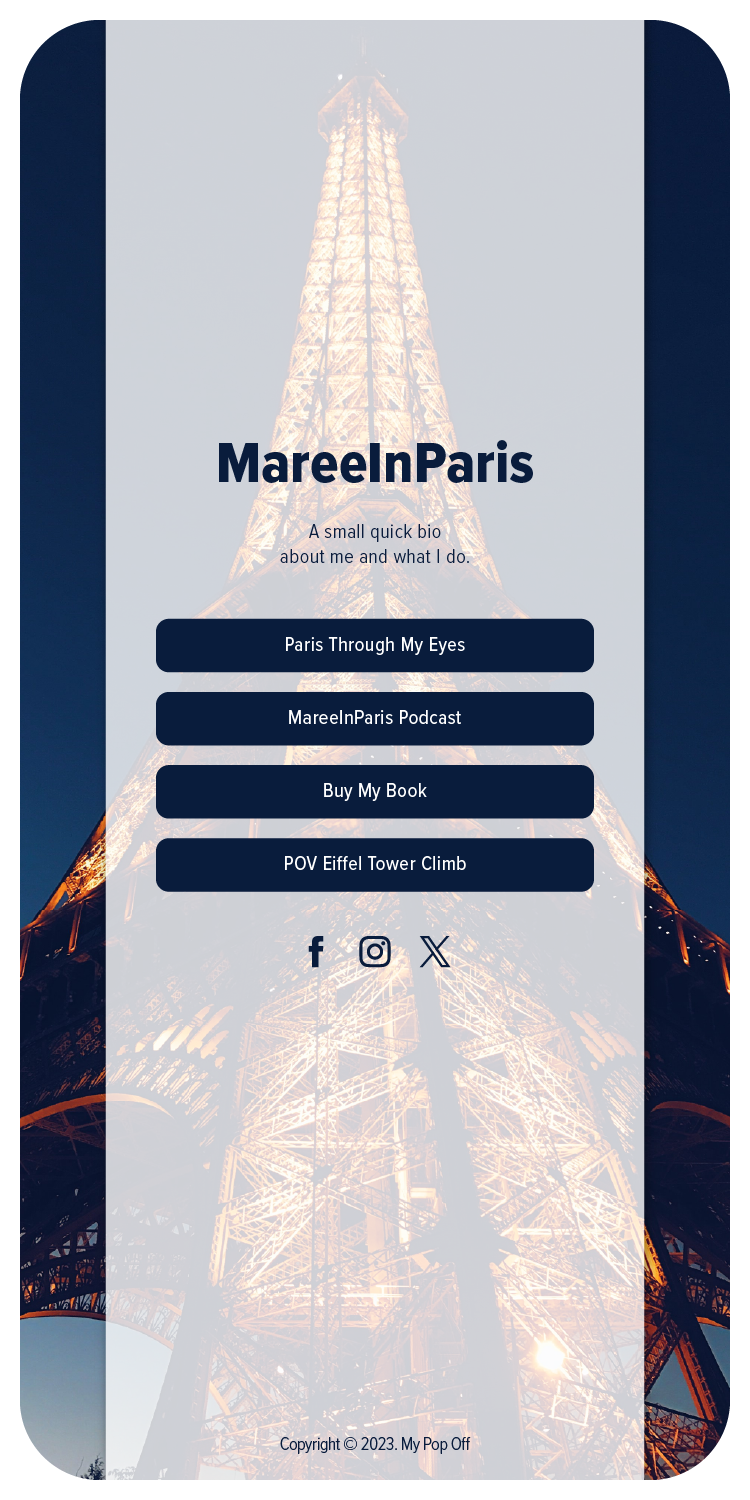 MareeInParis
A small quick bio
about me and what I do.
Paris Through My Eyes
MareeInParis Podcast
Buy My Book
POV Eiffel Tower Climb
Copyright © 2023. My Pop Off